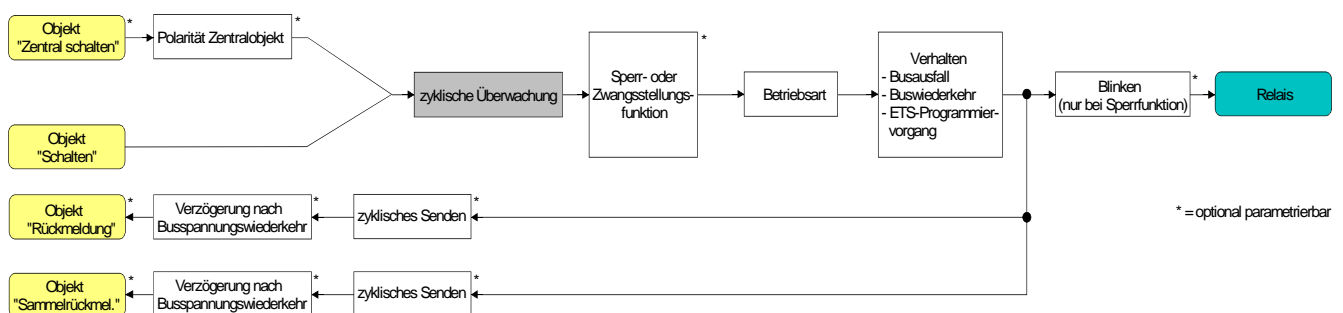 Objekt
"Zentral schalten"
*
Polarität Zentralobjekt
*
Objekt
"Schalten"
zyklische Überwachung
Sperr- oder
Zwangsstellungs-
funktion
*
Betriebsart
Verhalten
- Busausfall
- Buswiederkehr
- ETS-Programmier-
vorgang
Blinken
(nur bei Sperrfunktion)
*
Relais
Objekt
"Rückmeldung"
*
Verzögerung nach
Busspannungswiederkehr
*
zyklisches Senden
*
* = optional parametrierbar
Objekt
"Sammelrückmel."
*
Verzögerung nach
Busspannungswiederkehr
*
zyklisches Senden
*